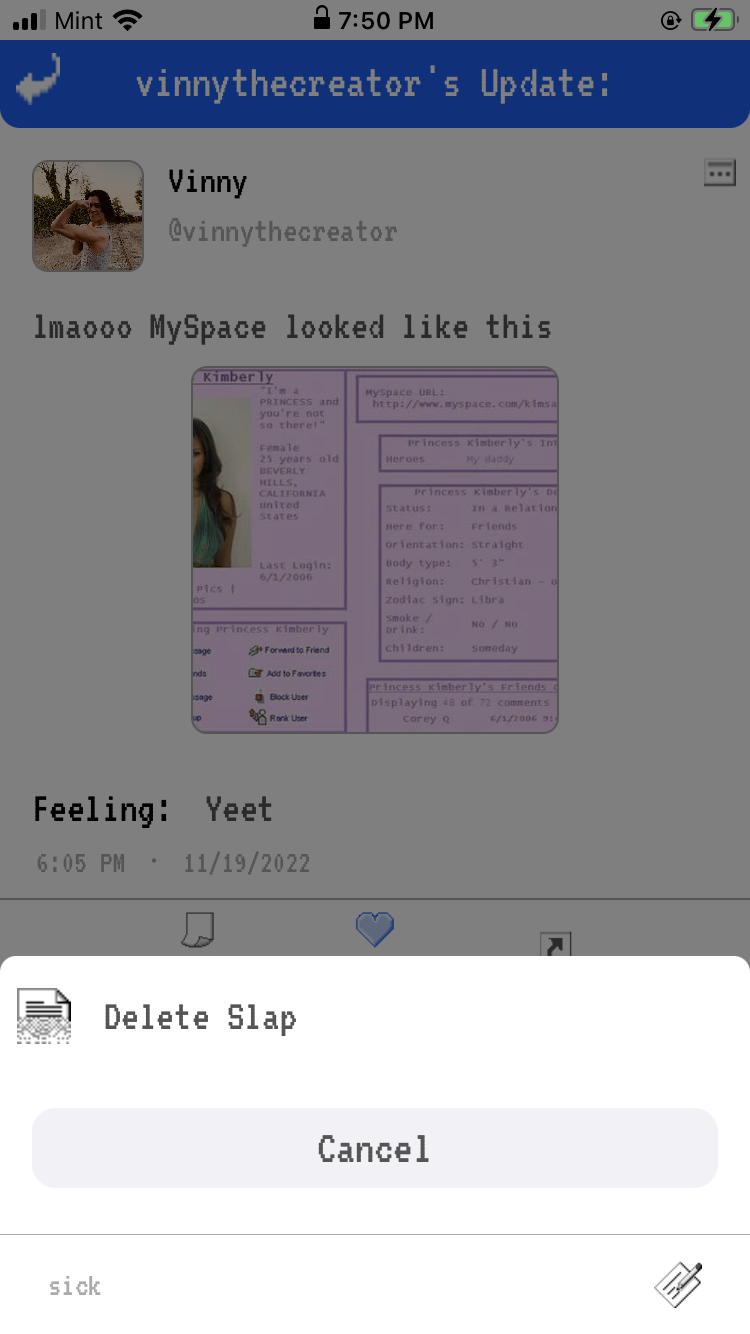 Mint 7:50 PM
vinnythecreator's Update:
Vinny
@vinnythecreator
lmaooo MySpace looked like this
Kimberly
"I'm a
PRINCESS and
you're not
so there!"
Female
25 years old
BEVERLY
HILLS,
CALIFORNIA
United
States
Last Login:
6/1/2006
Pics |
os
ing Princess Kimberly
sage Forward to Friend
nds Add to Favorites
sage Block User
up Rank User
MySpace URL:
http://www.myspace.com/kimsa
Princess Kimberly's Int
Heroes My daddy
Princess Kimberly's De
Status: In a Relation
Here for: Friends
Orientation: Straight
Body type: 5' 3"
Religion: Christian - o
Zodiac Sign: Libra
Smoke /
Drink: No / No
Children: Someday
Princess Kimberly's Friends C
Displaying 48 of 72 comments
Corey Q 6/1/2006 9:
Feeling: Yeet
6:05 PM · 11/19/2022
Delete Slap
Cancel
sick